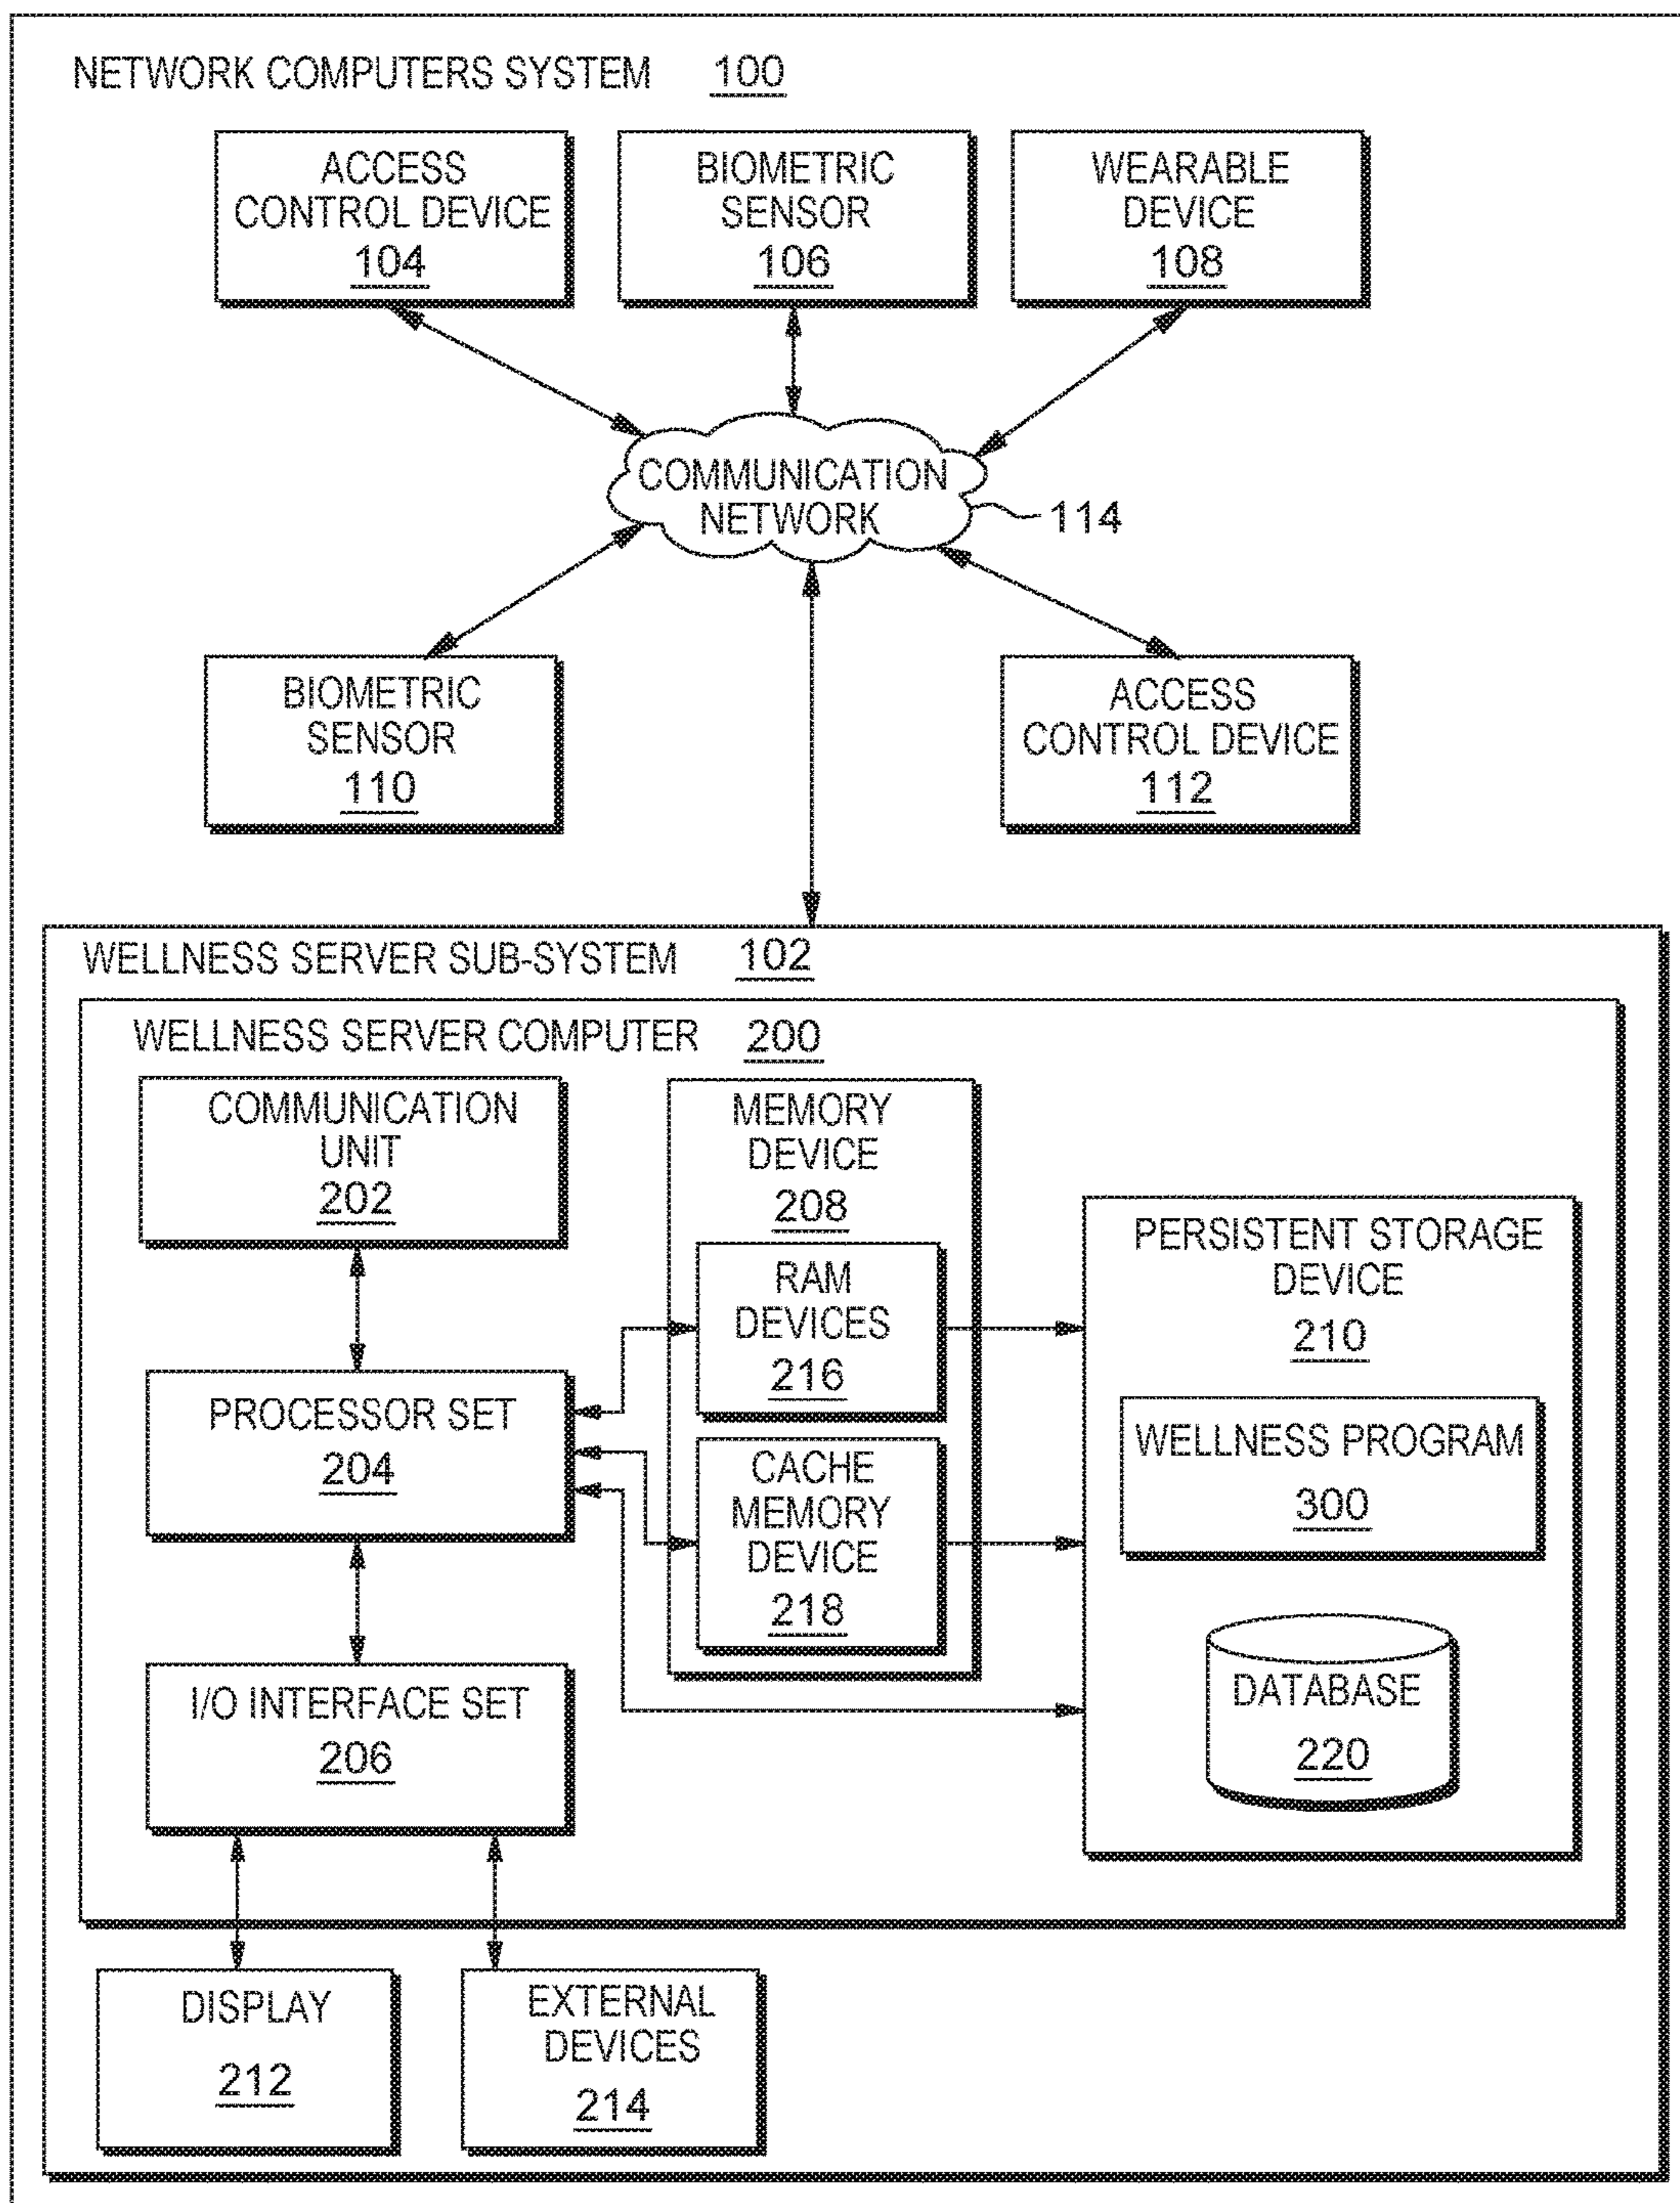 NETWORK COMPUTERS SYSTEM 100
ACCESS
CONTROL DEVICE
104
BIOMETRIC
SENSOR
106
WEARABLE
DEVICE
108
COMMUNICATION
NETWORK
114
BIOMETRIC
SENSOR
110
ACCESS
CONTROL DEVICE
112
WELLNESS SERVER SUB-SYSTEM 102
WELLNESS SERVER COMPUTER 200
COMMUNICATION
UNIT
202
MEMORY
DEVICE
208
RAM
DEVICES
216
PERSISTENT STORAGE
DEVICE
210
PROCESSOR SET
204
CACHE
MEMORY
DEVICE
218
WELLNESS PROGRAM
300
I/O INTERFACE SET
206
DATABASE
220
DISPLAY
212
EXTERNAL
DEVICES
214